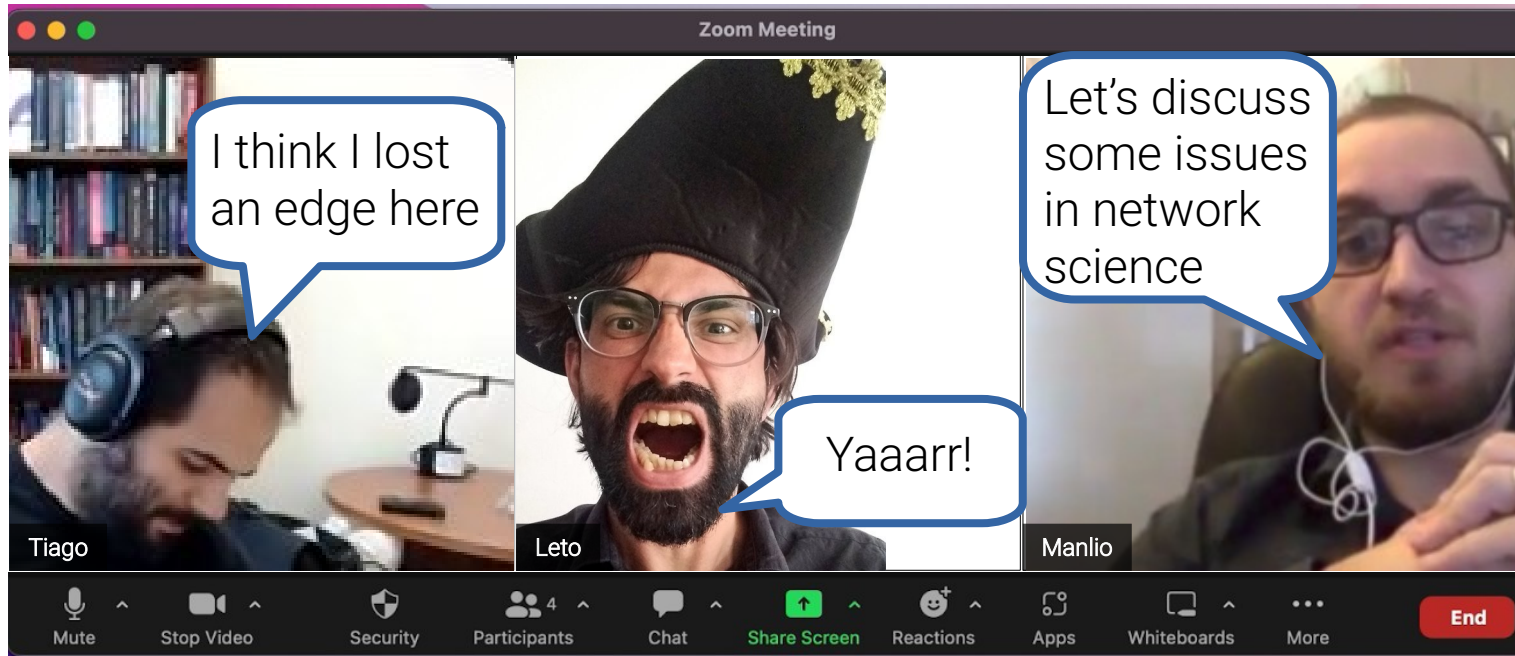 Zoom Meeting
I think I lost
an edge here
Yaaarr!
Let's discuss
some issues
in network
science
Tiago
Leto
Manlio
4
Mute
Stop Video
Security
Participants
Chat
Share Screen
Reactions
Apps
Whiteboards
More
End